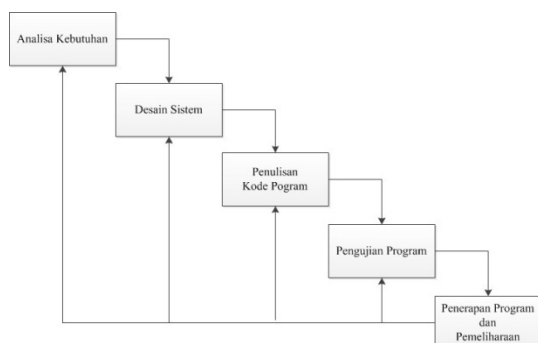 Analisa Kebutuhan
Desain Sistem
Penulisan
Kode Pogram
Pengujian Program
Penerapan Program
dan
Pemeliharaan